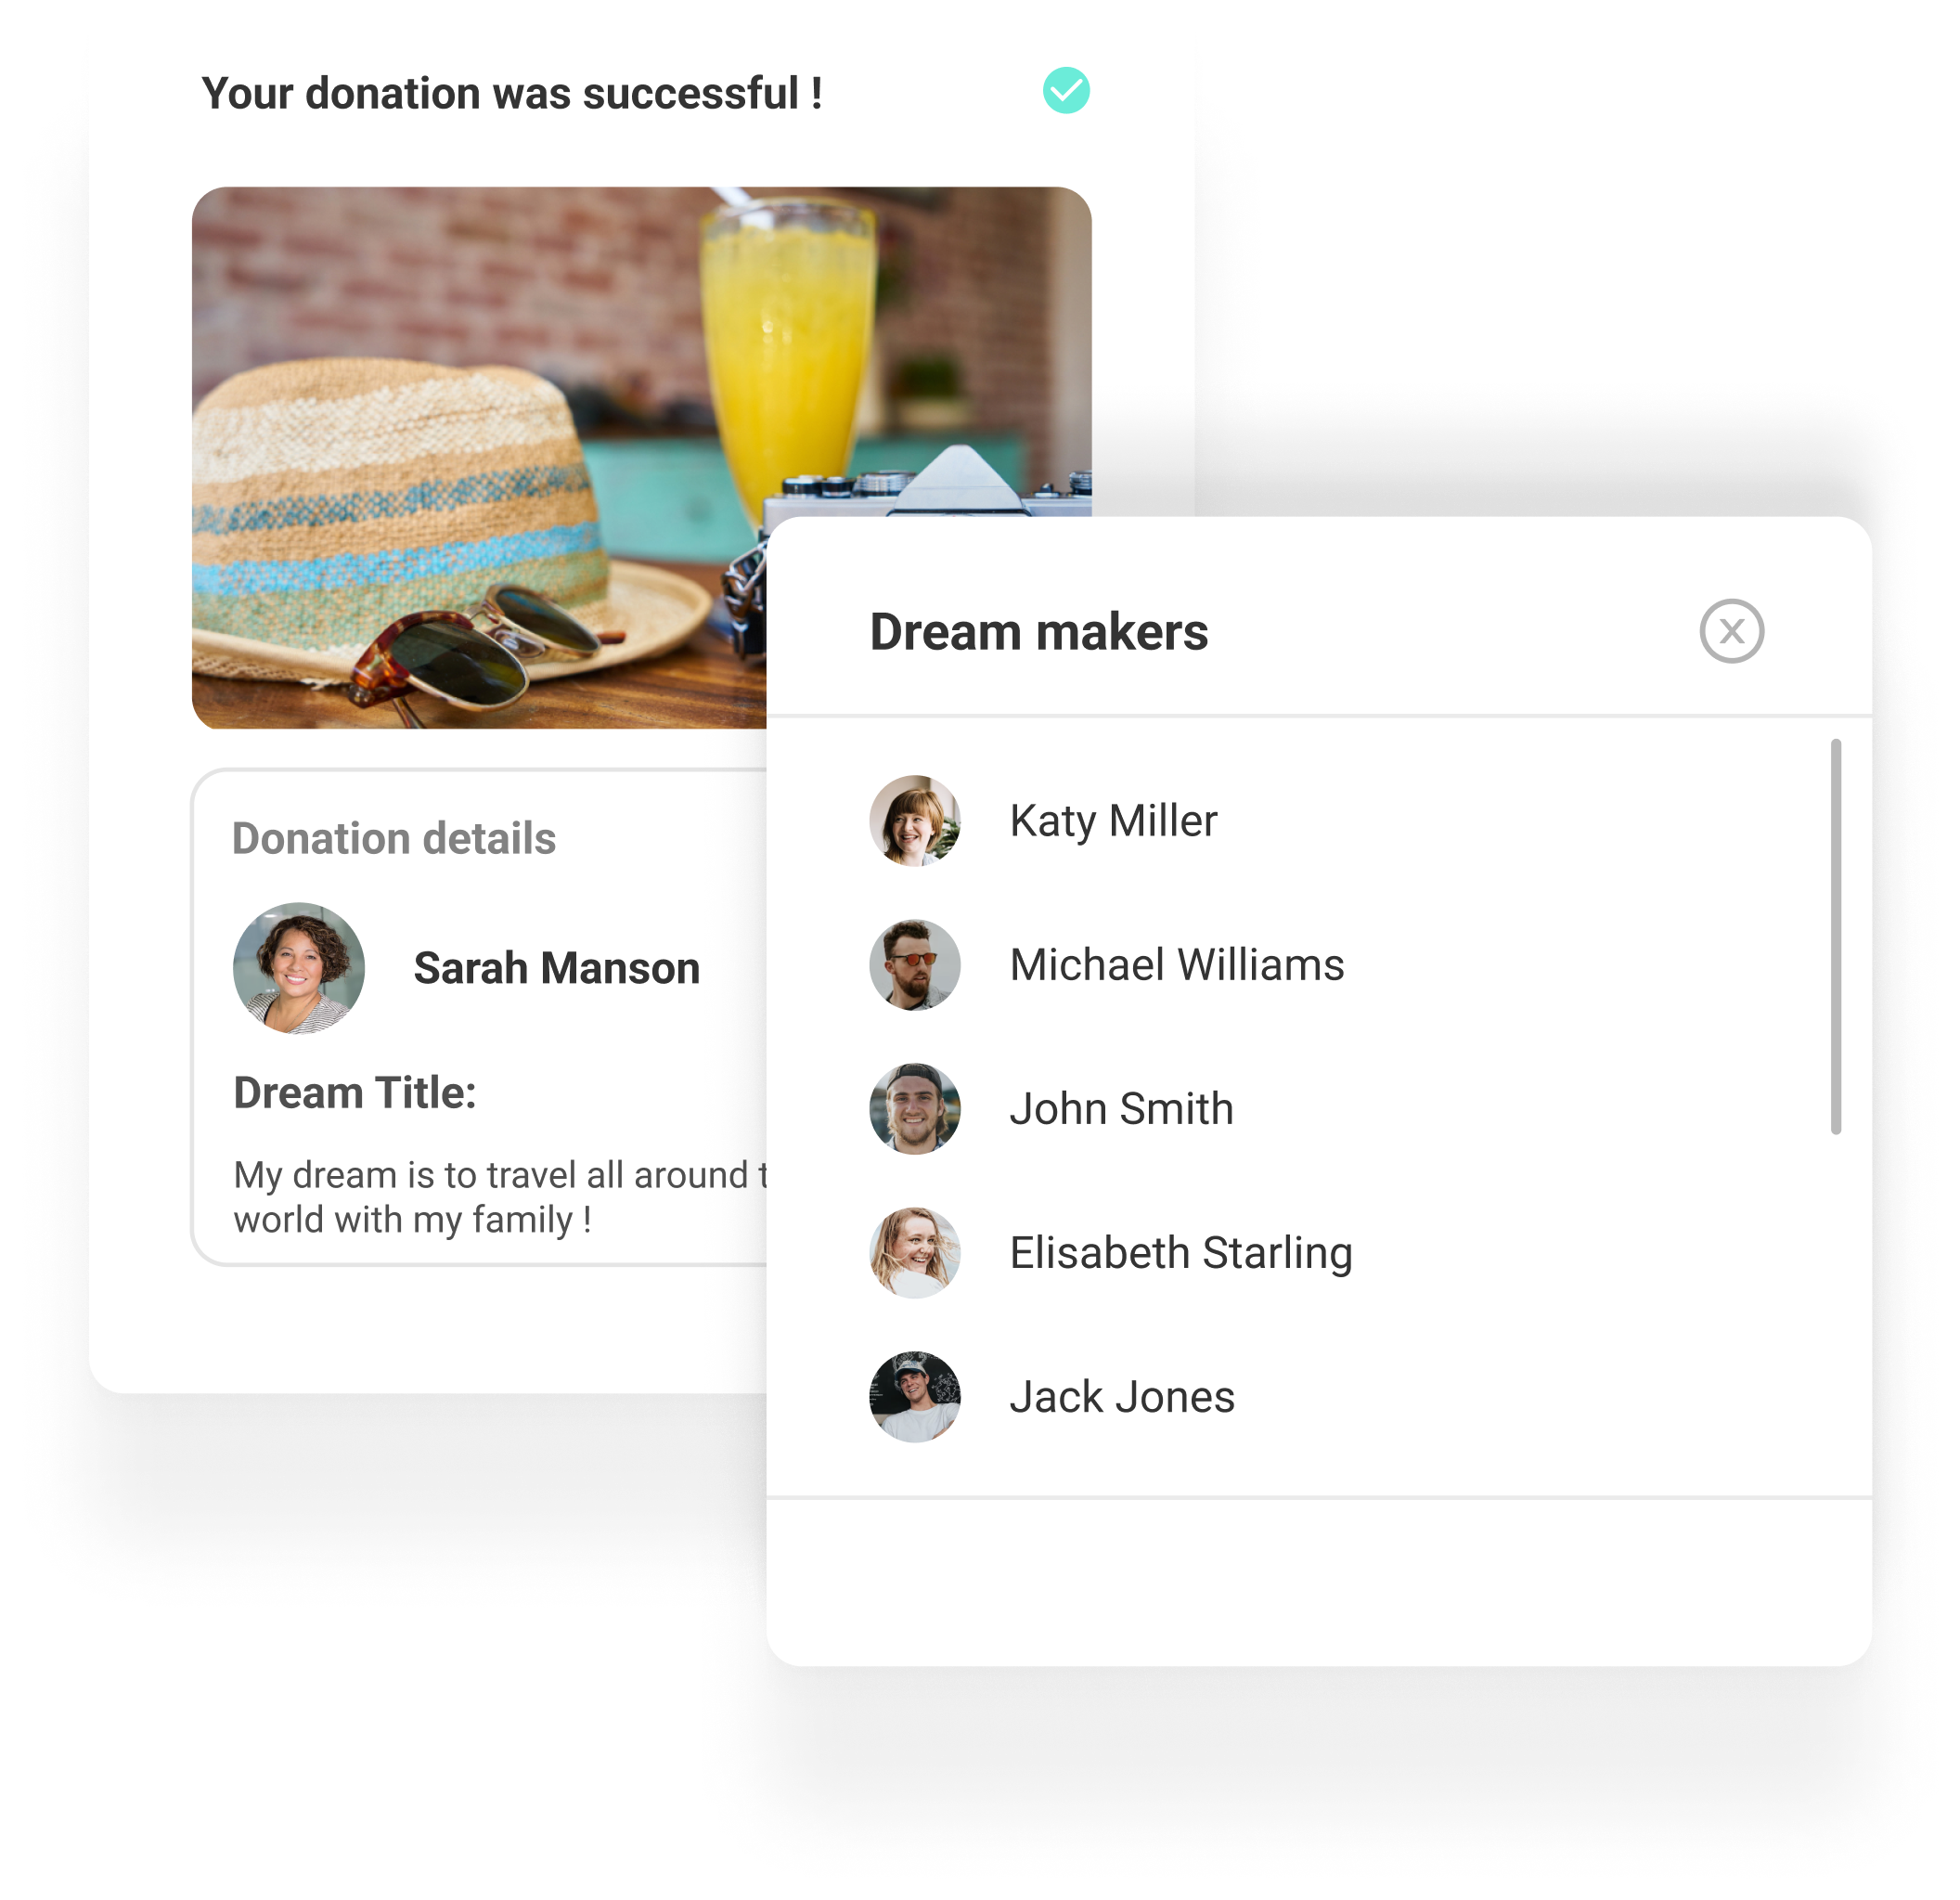 Your donation was successful !
Donation details
Sarah Manson
Dream Title:
My dream is to travel all around
world with my family !
Dream makers
Katy Miller
Michael Williams
John Smith
Elisabeth Starling
Jack Jones